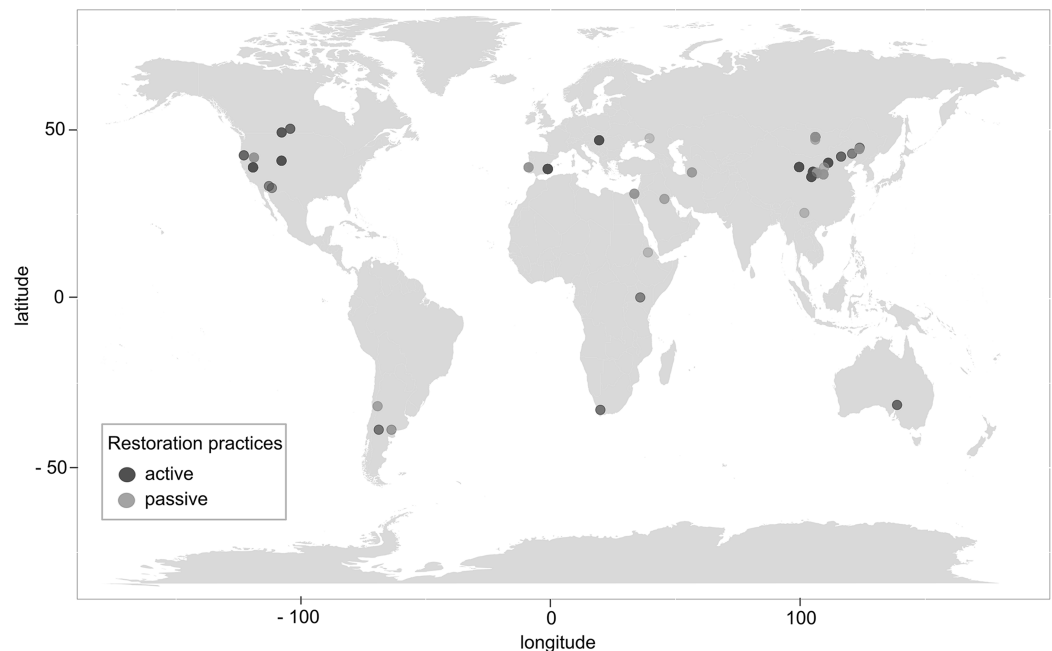 50
0
- 50
latitude
Restoration practices
active
passive
- 100
0
100
longitude